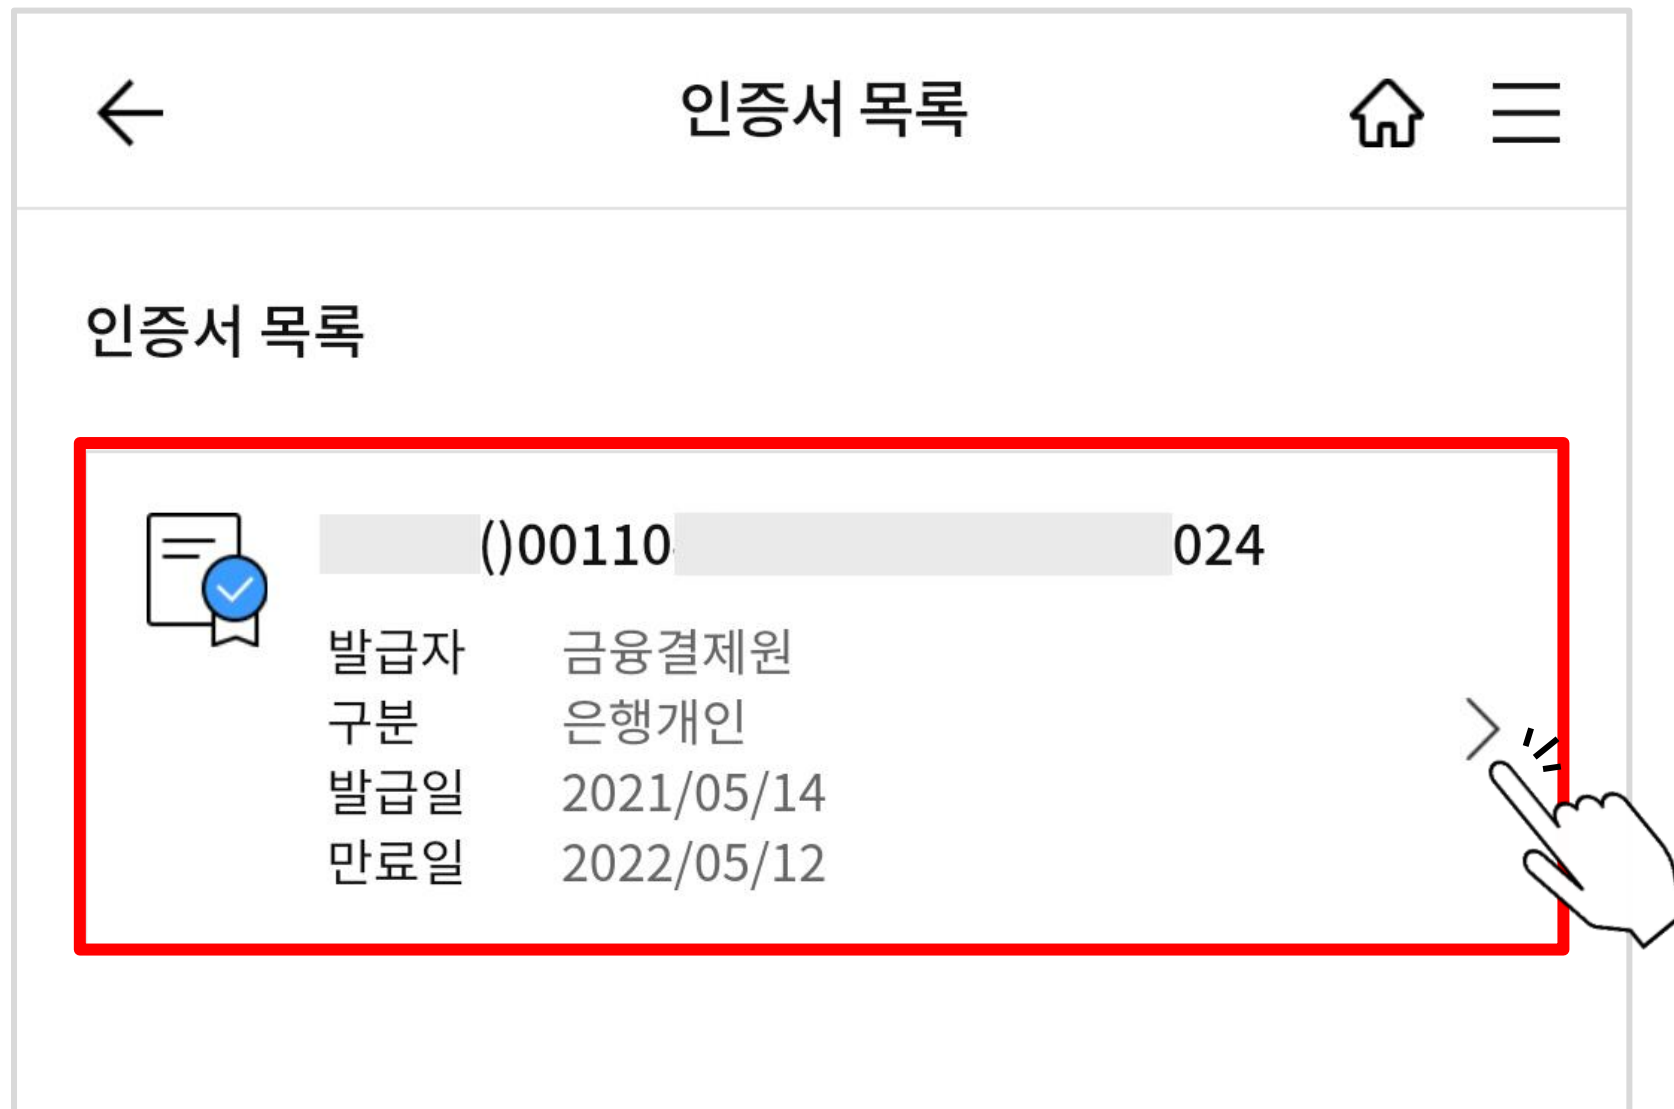 인증서 목록
인증서 목록
()00110 024
발급자 금융결제원
구분 은행개인
발급일 2021/05/14
만료일 2022/05/12